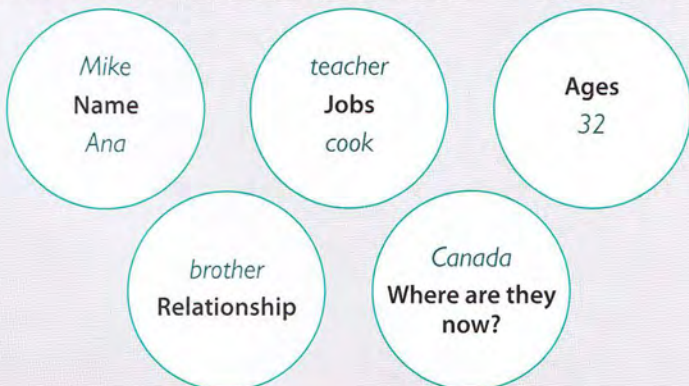 Mike
Name
Ana
teacher
Jobs
cook
Ages
32
brother
Relationship
Canada
Where are they
now?